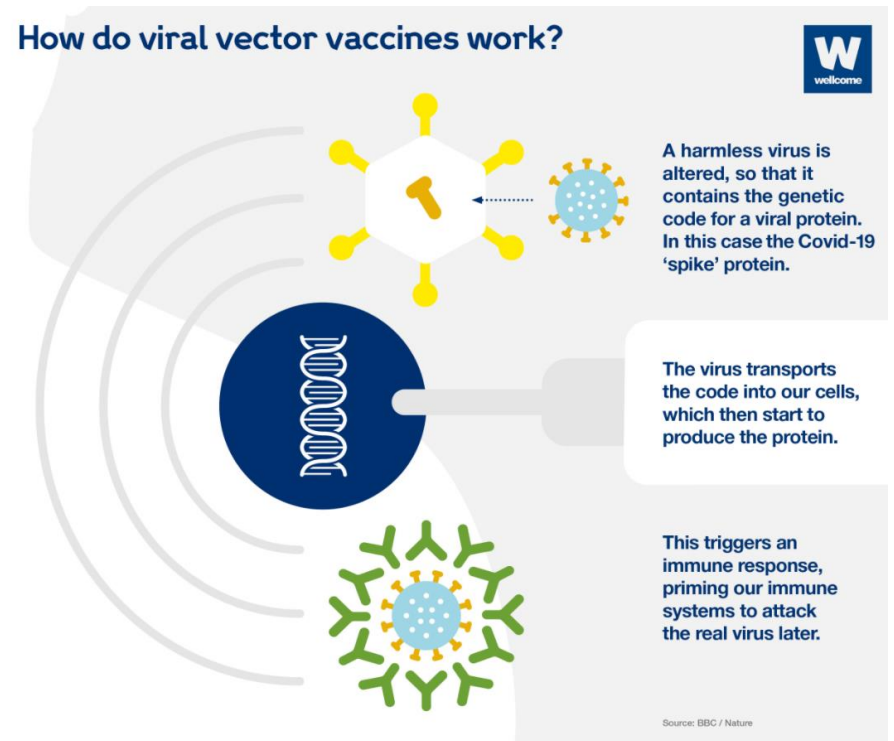 How do viral vector vaccines work?
W
wellcome
A harmless virus is
altered, so that it
contains the genetic
code for a viral protein.
In this case the Covid-19
‘spike’ protein.
The virus transports
the code into our cells,
which then start to
produce the protein.
This triggers an
immune response,
priming our immune
systems to attack
the real virus later.
Source: BBC / Nature